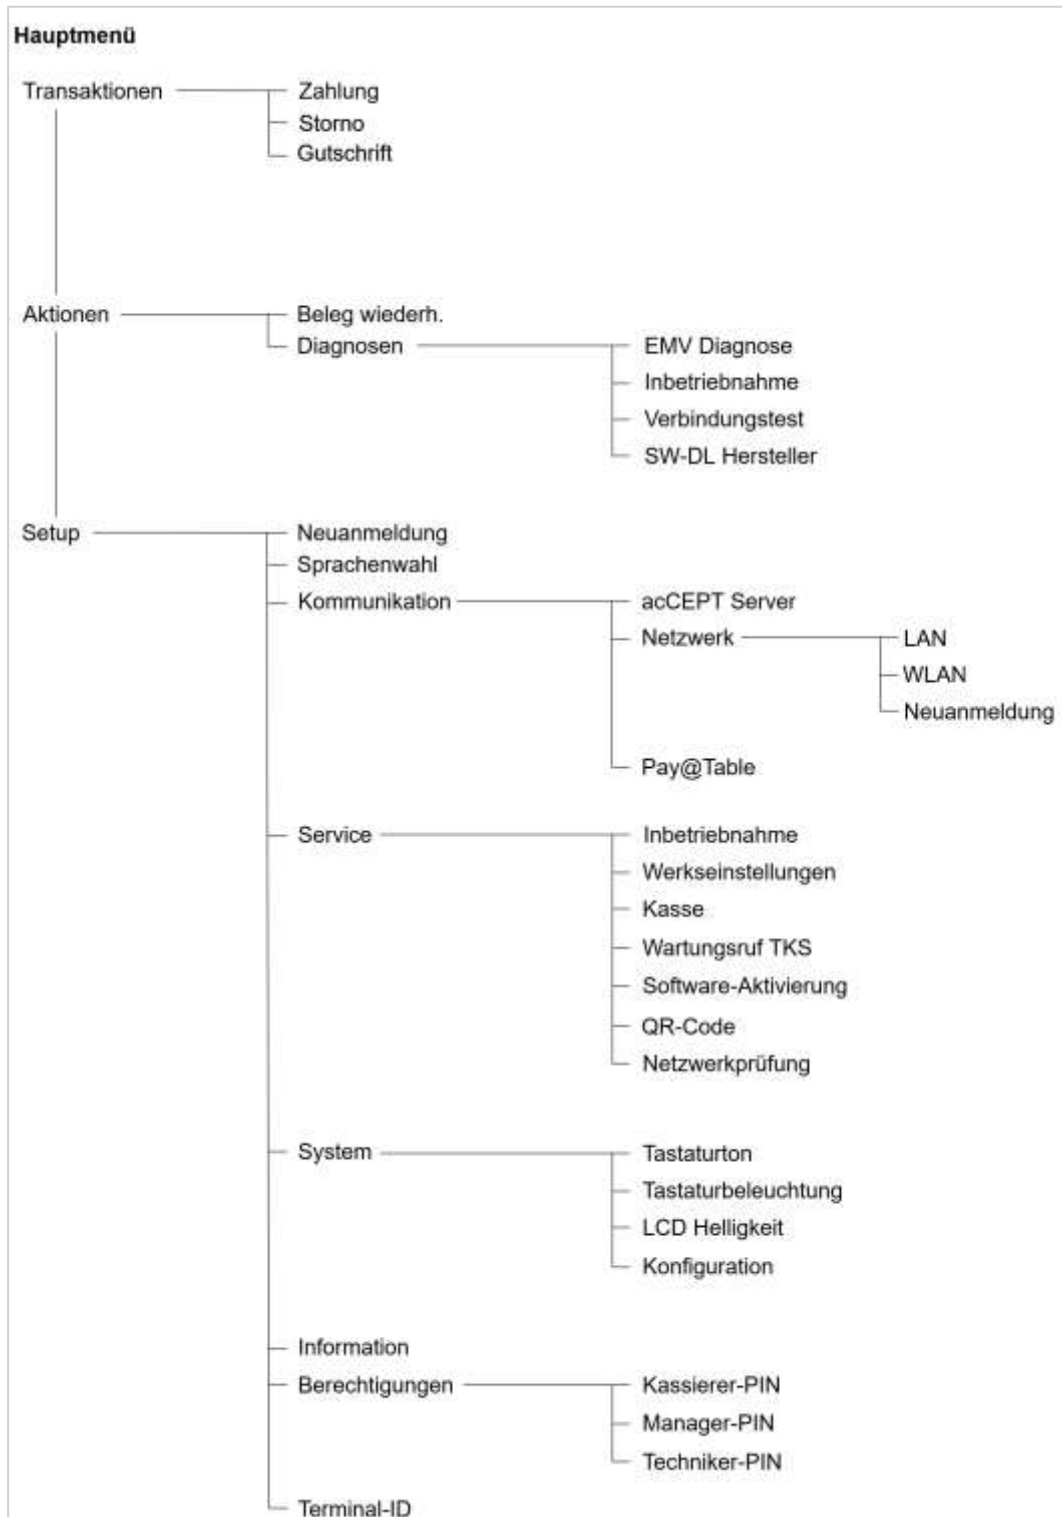 Hauptmenü
Transaktionen
Zahlung
Storno
Gutschrift
Aktionen
Beleg wiederh.
Diagnosen
EMV Diagnose
Inbetriebnahme
Verbindungstest
SW-DL Hersteller
Setup
Neuanmeldung
Sprachenwahl
Kommunikation
acCEPT Server
Netzwerk
LAN
WLAN
Neuanmeldung
Pay@Table
Service
Inbetriebnahme
Werkseinstellungen
Kasse
Wartungsruf TKS
Software-Aktivierung
QR-Code
Netzwerkprüfung
System
Tastaturton
Tastaturbeleuchtung
LCD Helligkeit
Konfiguration
Information
Berechtigungen
Kassierer-PIN
Manager-PIN
Techniker-PIN
Terminal-ID